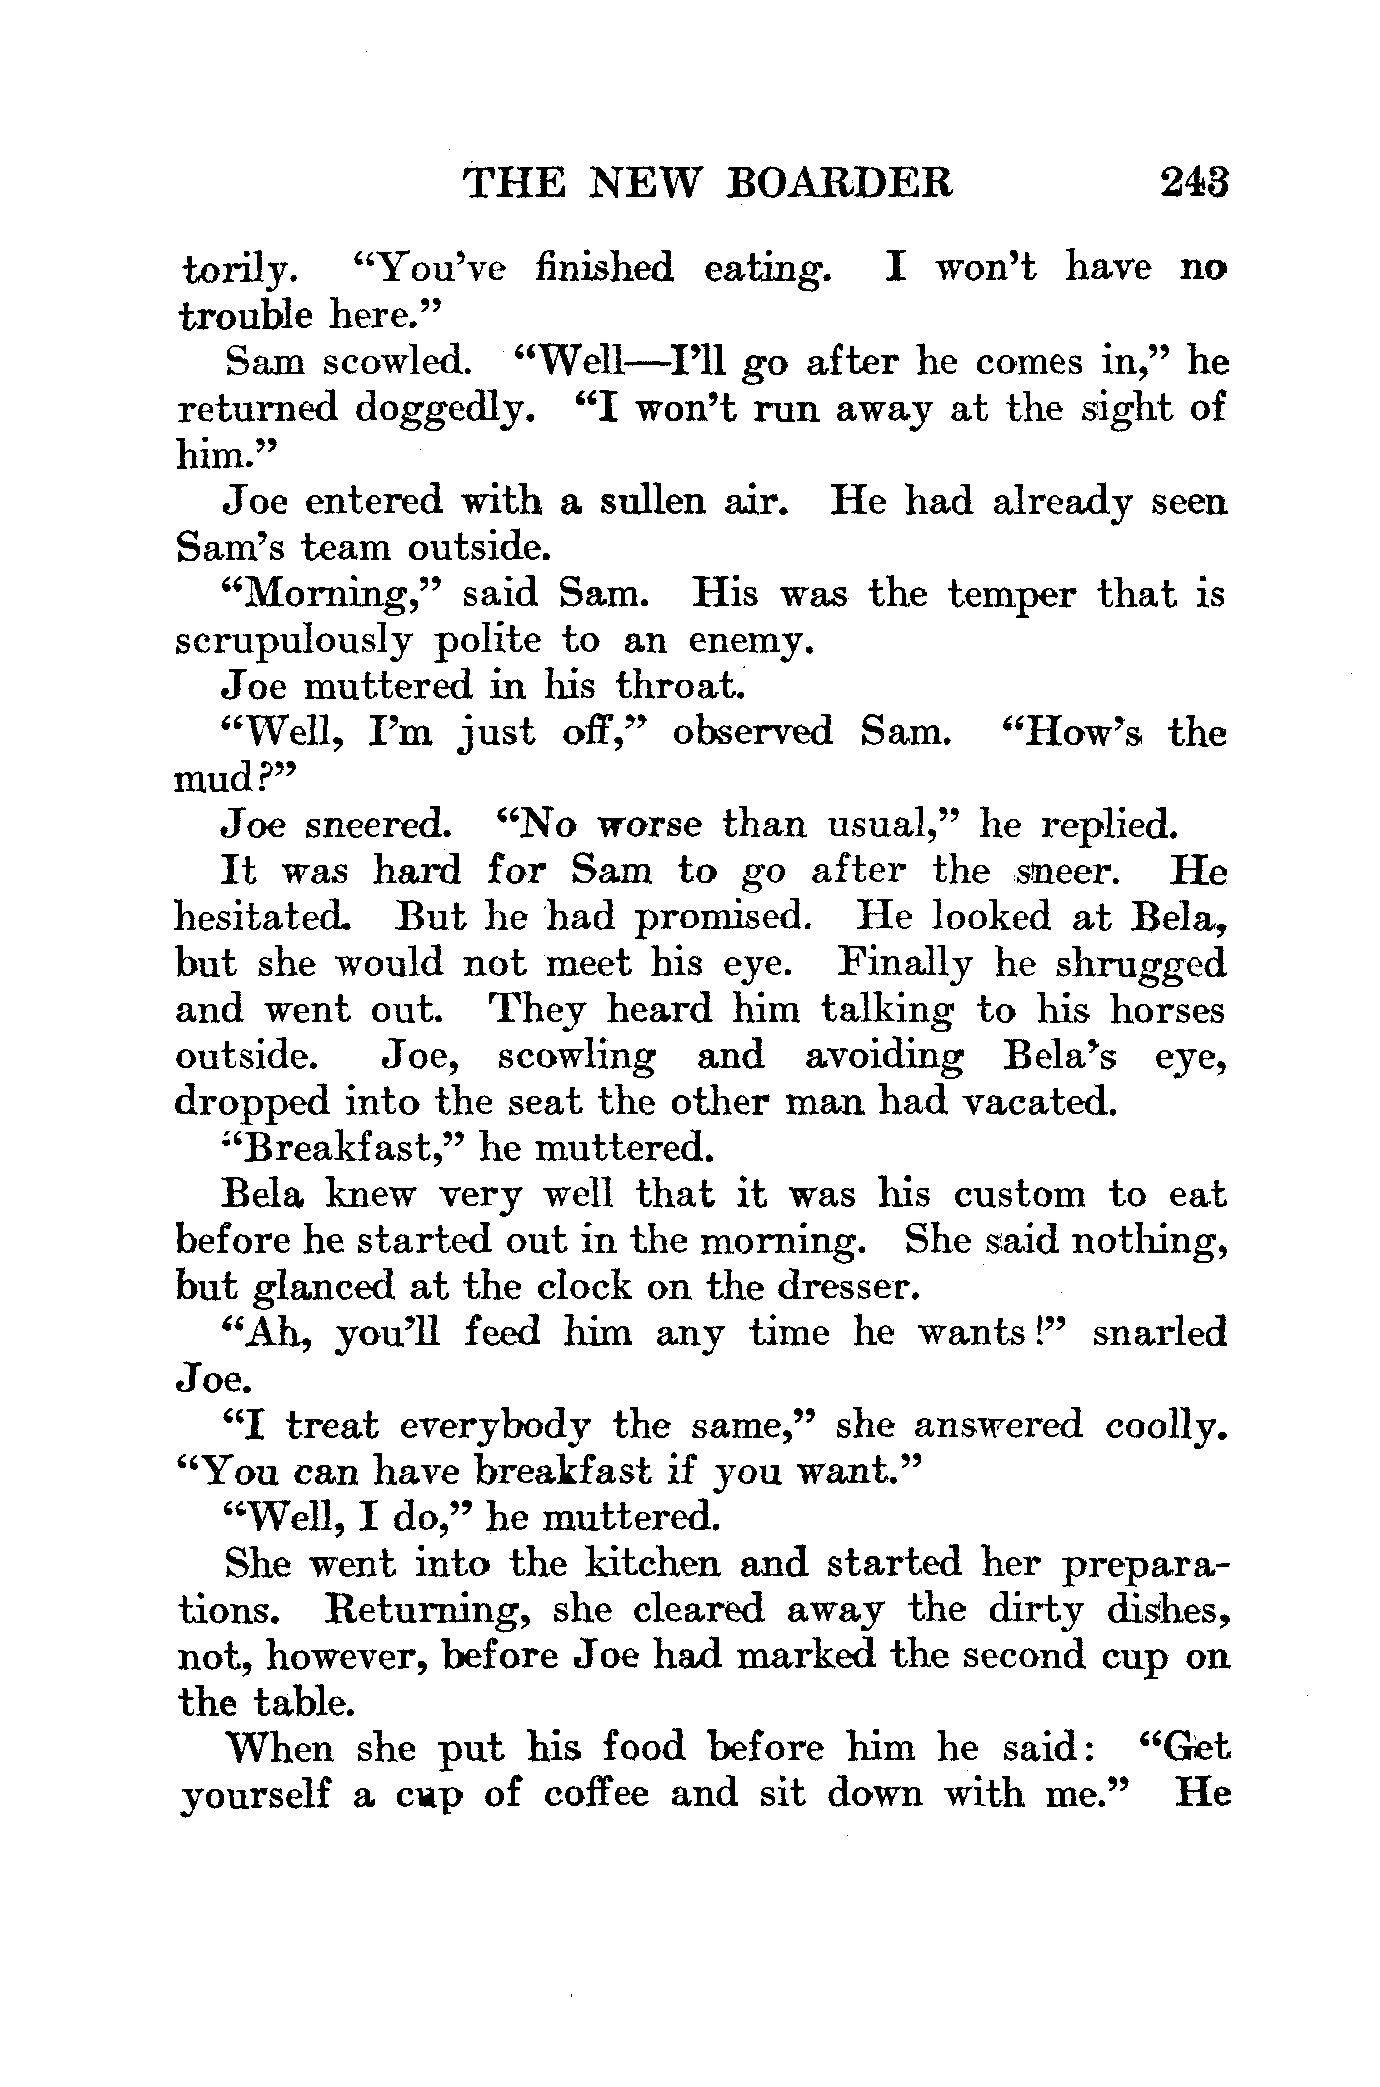 THE NEW BOARDER 243
torily. “You’ve finished eating. I won’t have no
trouble here.”
Sam scowled. “Well—I’ll go after he comes in,” he
returned doggedly. “I won’t run away at the sight of
him.”
Joe entered with a sullen air. He had already seen
Sam’s team outside.
“Morning,” said Sam. His was the temper that is
scrupulously polite to an enemy.
Joe muttered in his throat.
“Well, I’m just off,” observed Sam. “How’s the
mud?”
Joe sneered. “No worse than usual,” he replied.
It was hard for Sam to go after the sneer. He
hesitated. But he had promised. He looked at Bela,
but she would not meet his eye. Finally he shrugged
and went out. They heard him talking to his horses
outside. Joe, scowling and avoiding Bela’s eye,
dropped into the seat the other man had vacated.
“Breakfast,” he muttered.
Bela knew very well that it was his custom to eat
before he started out in the morning. She said nothing,
but glanced at the clock on the dresser.
“Ah, you’ll feed him any time he wants!” snarled
Joe.
“I treat everybody the same,” she answered coolly.
“You can have breakfast if you want.”
“Well, I do,” he muttered.
She went into the kitchen and started her prepara-
tions. Returning, she cleared away the dirty dishes,
not, however, before Joe had marked the second cup on
the table.
When she put his food before him he said: “Get
yourself a cup of coffee and sit down with me.” He